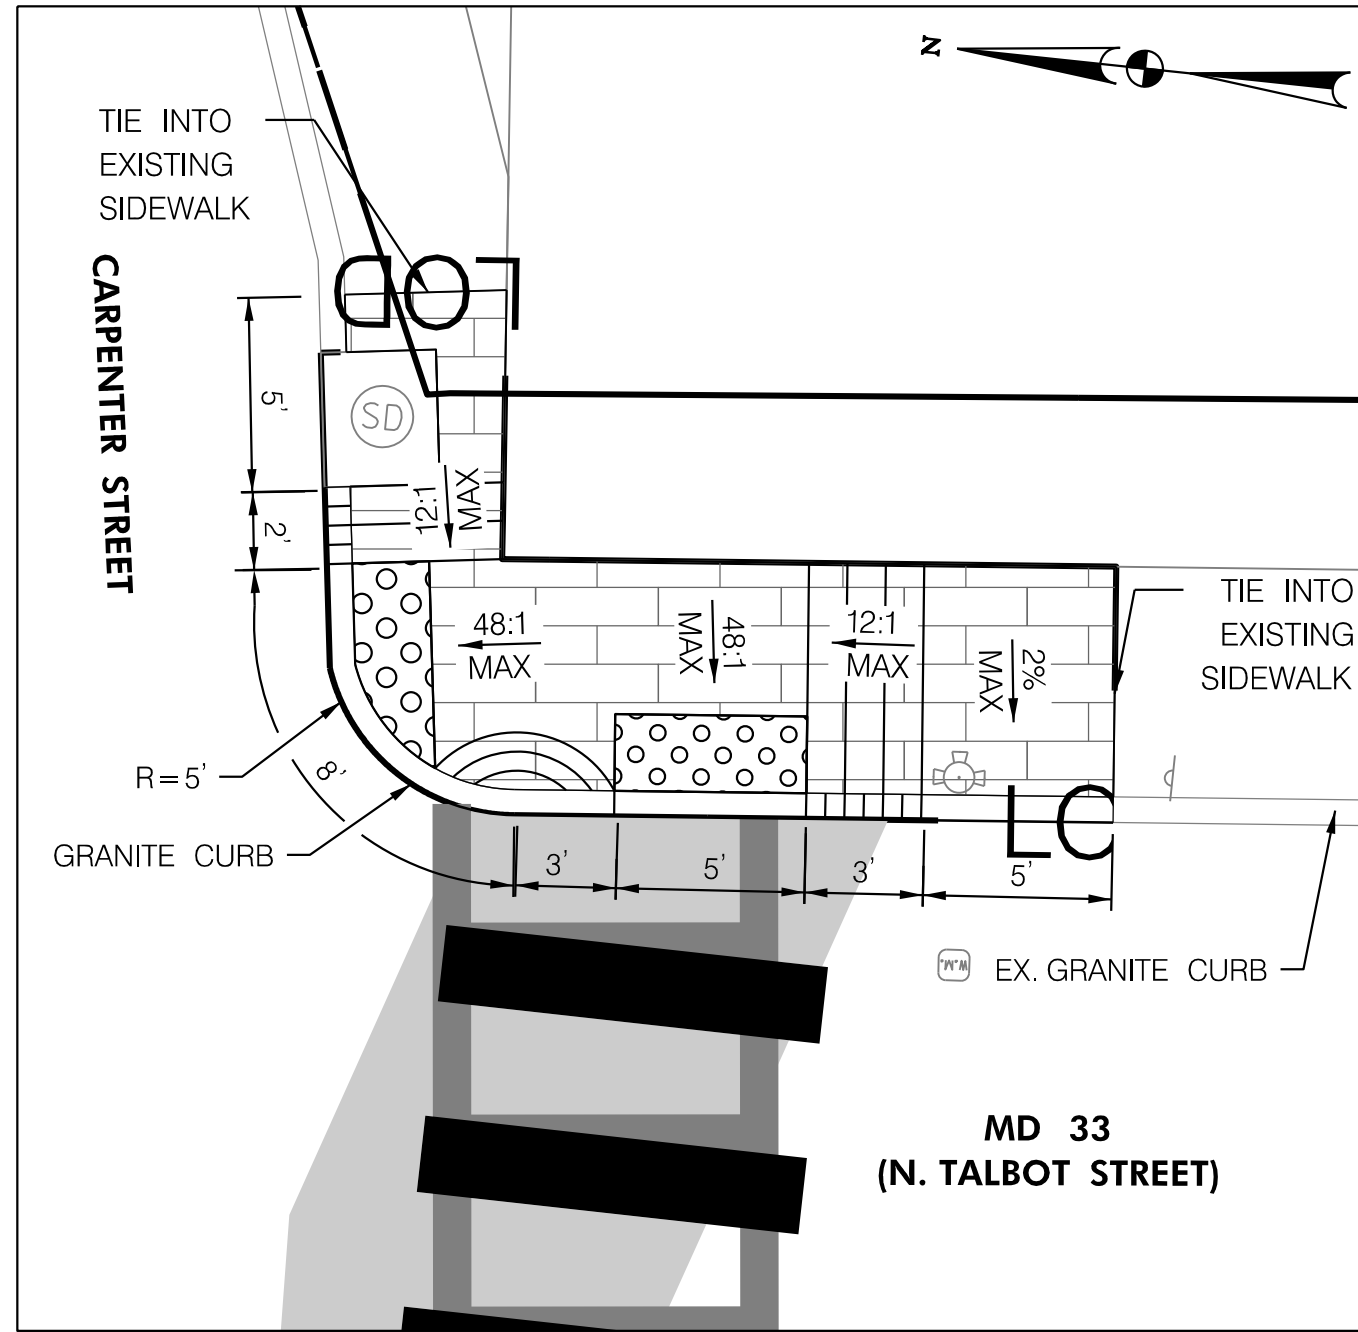 N
TIE INTO
EXISTING
SIDEWALK
CARPENTER STREET
LOD
5'
SD
12:1
MAX
2'
48:1
MAX
48:1
MAX
12:1
MAX
2%
MAX
TIE INTO
EXISTING
SIDEWALK
R=5'
8'
GRANITE CURB
LO
3'
5'
3'
5'
W.M.
EX. GRANITE CURB
MD 33
(N. TALBOT STREET)